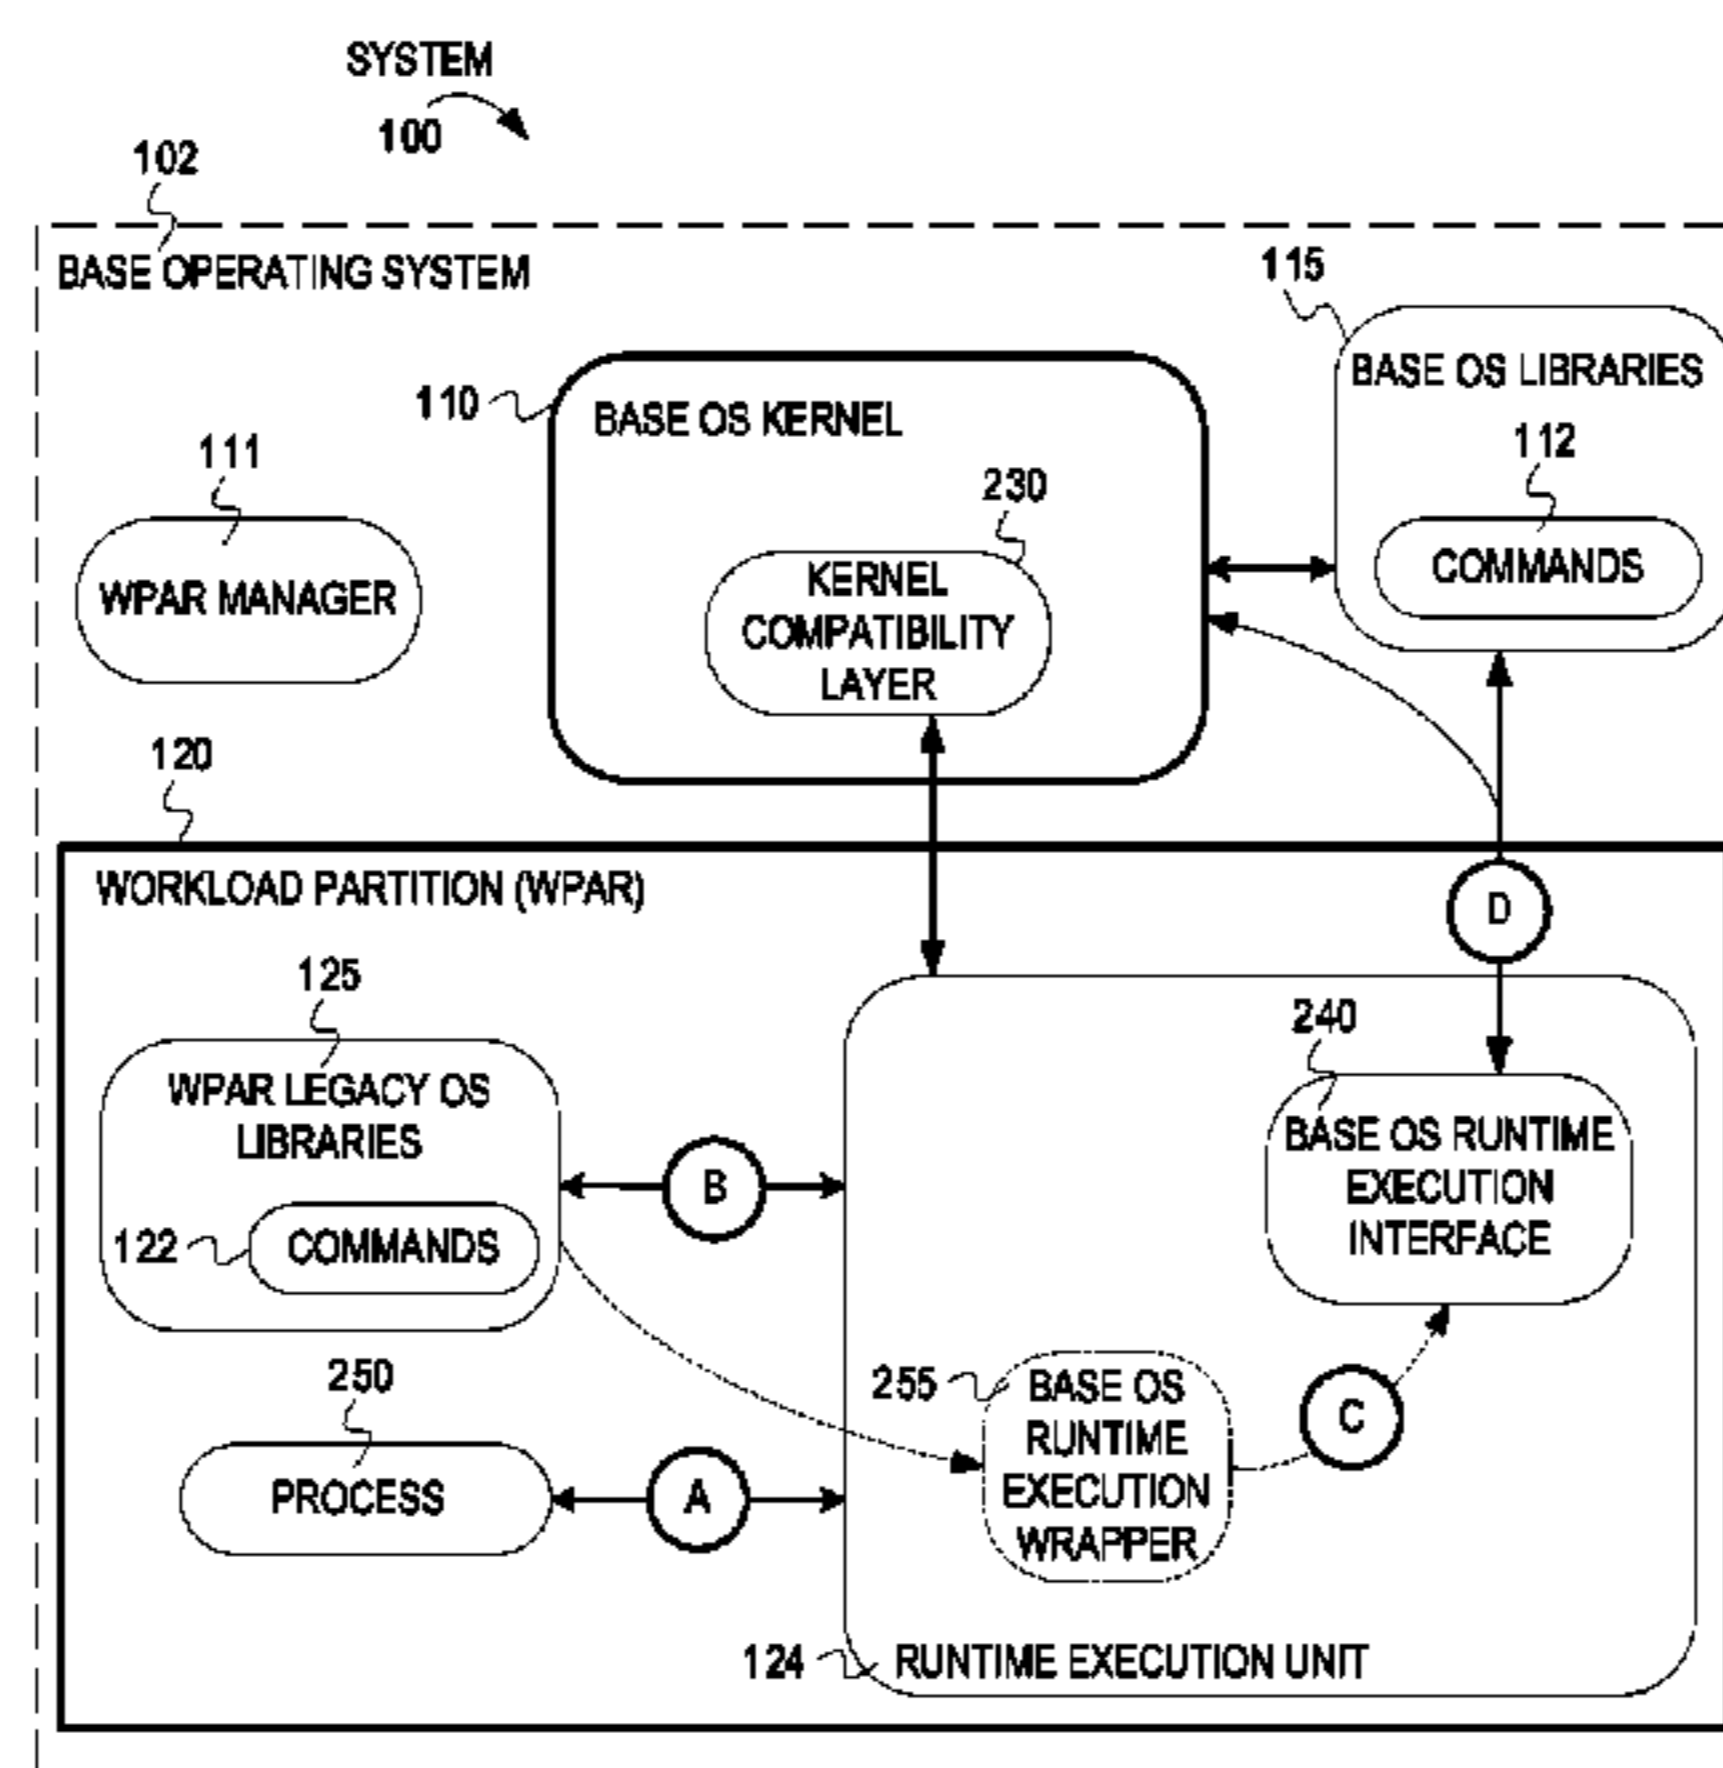 SYSTEM
100
102
BASE OPERATING SYSTEM
115
BASE OS LIBRARIES
110
BASE OS KERNEL
112
COMMANDS
111
WPAR MANAGER
230
KERNEL
COMPATIBILITY
LAYER
120
WORKLOAD PARTITION (WPAR)
D
125
WPAR LEGACY OS
LIBRARIES
240
BASE OS RUNTIME
EXECUTION
INTERFACE
B
122
COMMANDS
250
PROCESS
A
255
BASE OS
RUNTIME
EXECUTION
WRAPPER
C
124
RUNTIME EXECUTION UNIT